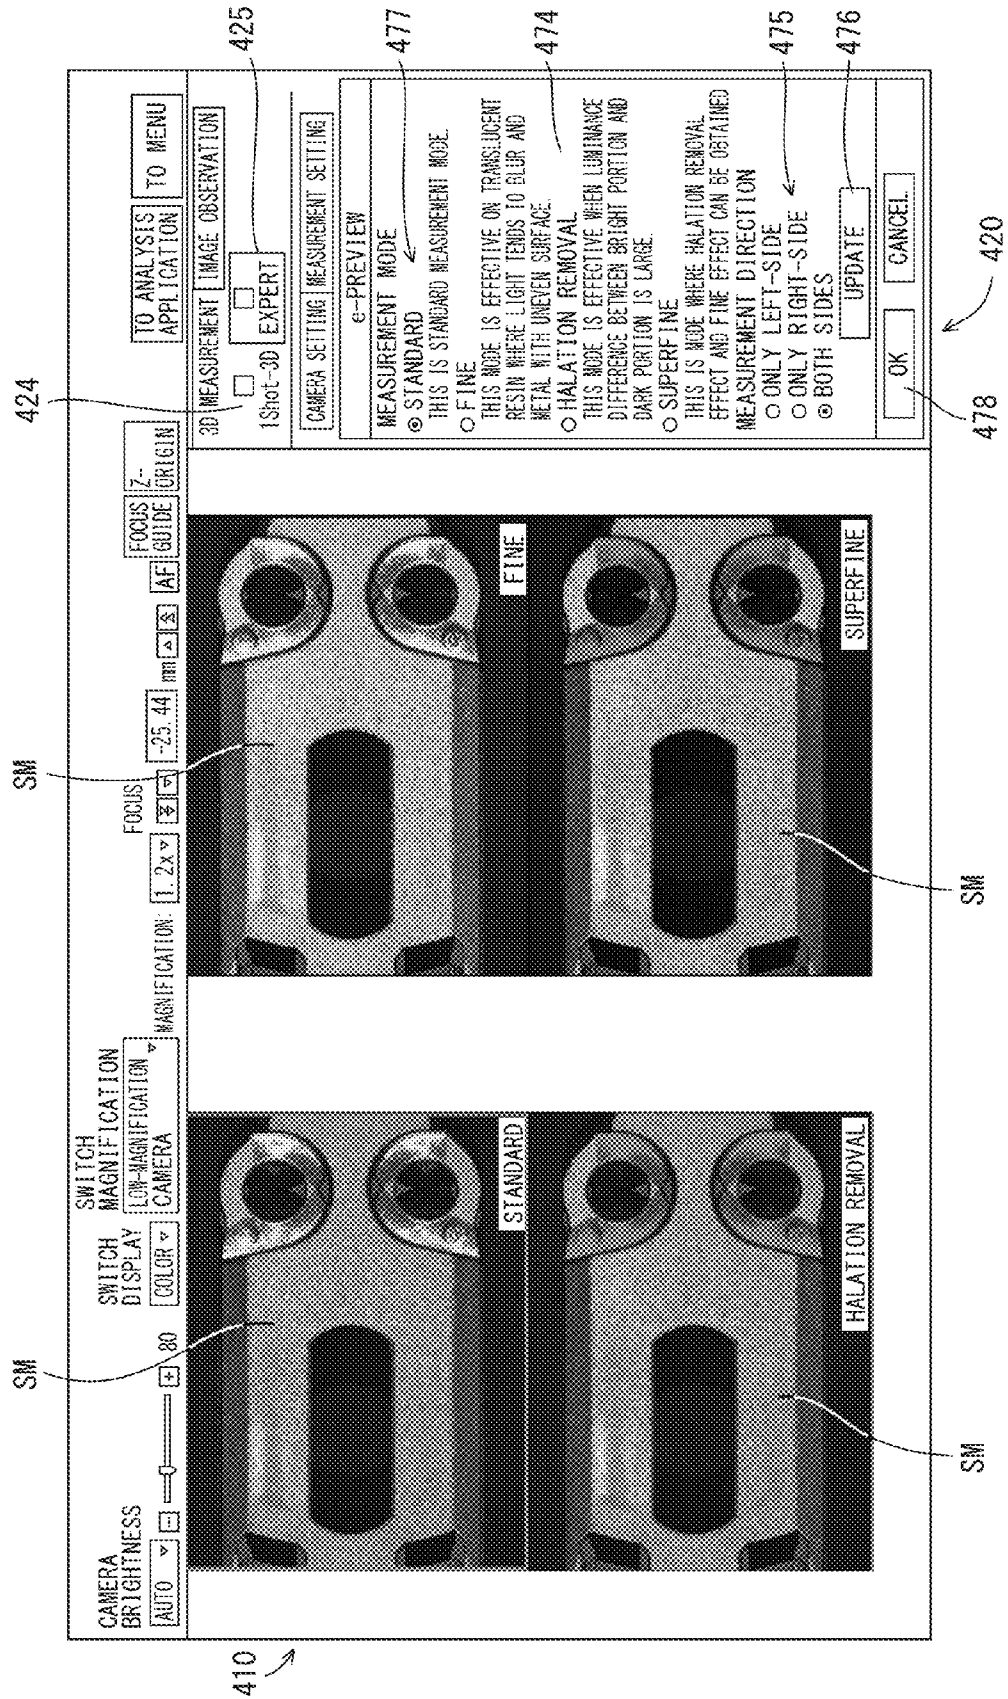 CAMERA
BRIGHTNESS
AUTO
80
SWITCH
DISPLAY
COLOR
SWITCH
MAGNIFICATION
LOW-MAGNIFICATION
CAMERA
MAGNIFICATION:
1.2x
FOCUS
-25.44
mm
AF
FOCUS
GUIDE
Z-
ORIGIN
TO ANALYSIS
APPLICATION
TO MENU
3D MEASUREMENT
IMAGE OBSERVATION
1Shot-3D
EXPERT
CAMERA SETTING
MEASUREMENT SETTING
e-PREVIEW
MEASUREMENT MODE
STANDARD
THIS IS STANDARD MEASUREMENT MODE.
FINE
THIS MODE IS EFFECTIVE ON TRANSLUCENT
RESIN WHERE LIGHT TENDS TO BLUR AND
METAL WITH UNEVEN SURFACE.
HALATION REMOVAL
THIS MODE IS EFFECTIVE WHEN LUMINANCE
DIFFERENCE BETWEEN BRIGHT PORTION AND
DARK PORTION IS LARGE.
SUPERFINE
THIS IS MODE WHERE HALATION REMOVAL
EFFECT AND FINE EFFECT CAN BE OBTAINED
MEASUREMENT DIRECTION
ONLY LEFT-SIDE
ONLY RIGHT-SIDE
BOTH SIDES
UPDATE
OK
CANCEL
STANDARD
FINE
HALATION REMOVAL
SUPERFINE
SM
SM
SM
SM
410
420
424
425
474
475
476
477
478